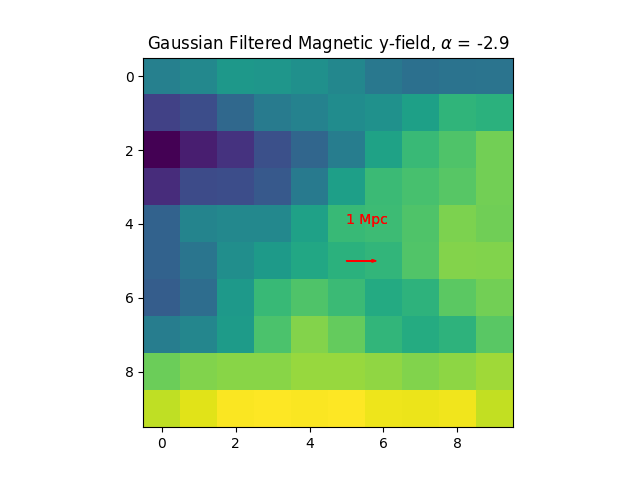 Gaussian Filtered Magnetic y-field, α = -2.9
0
2
4
6
8
1 Mpc
0 2 4 6 8